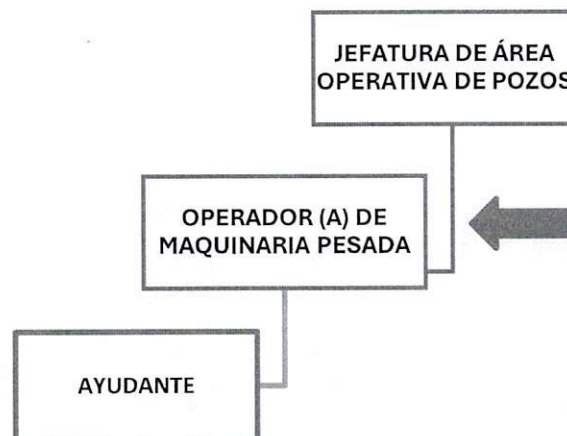 JEFATURA DE ÁREA
OPERATIVA DE POZOS
OPERADOR (A) DE
MAQUINARIA PESADA
AYUDANTE